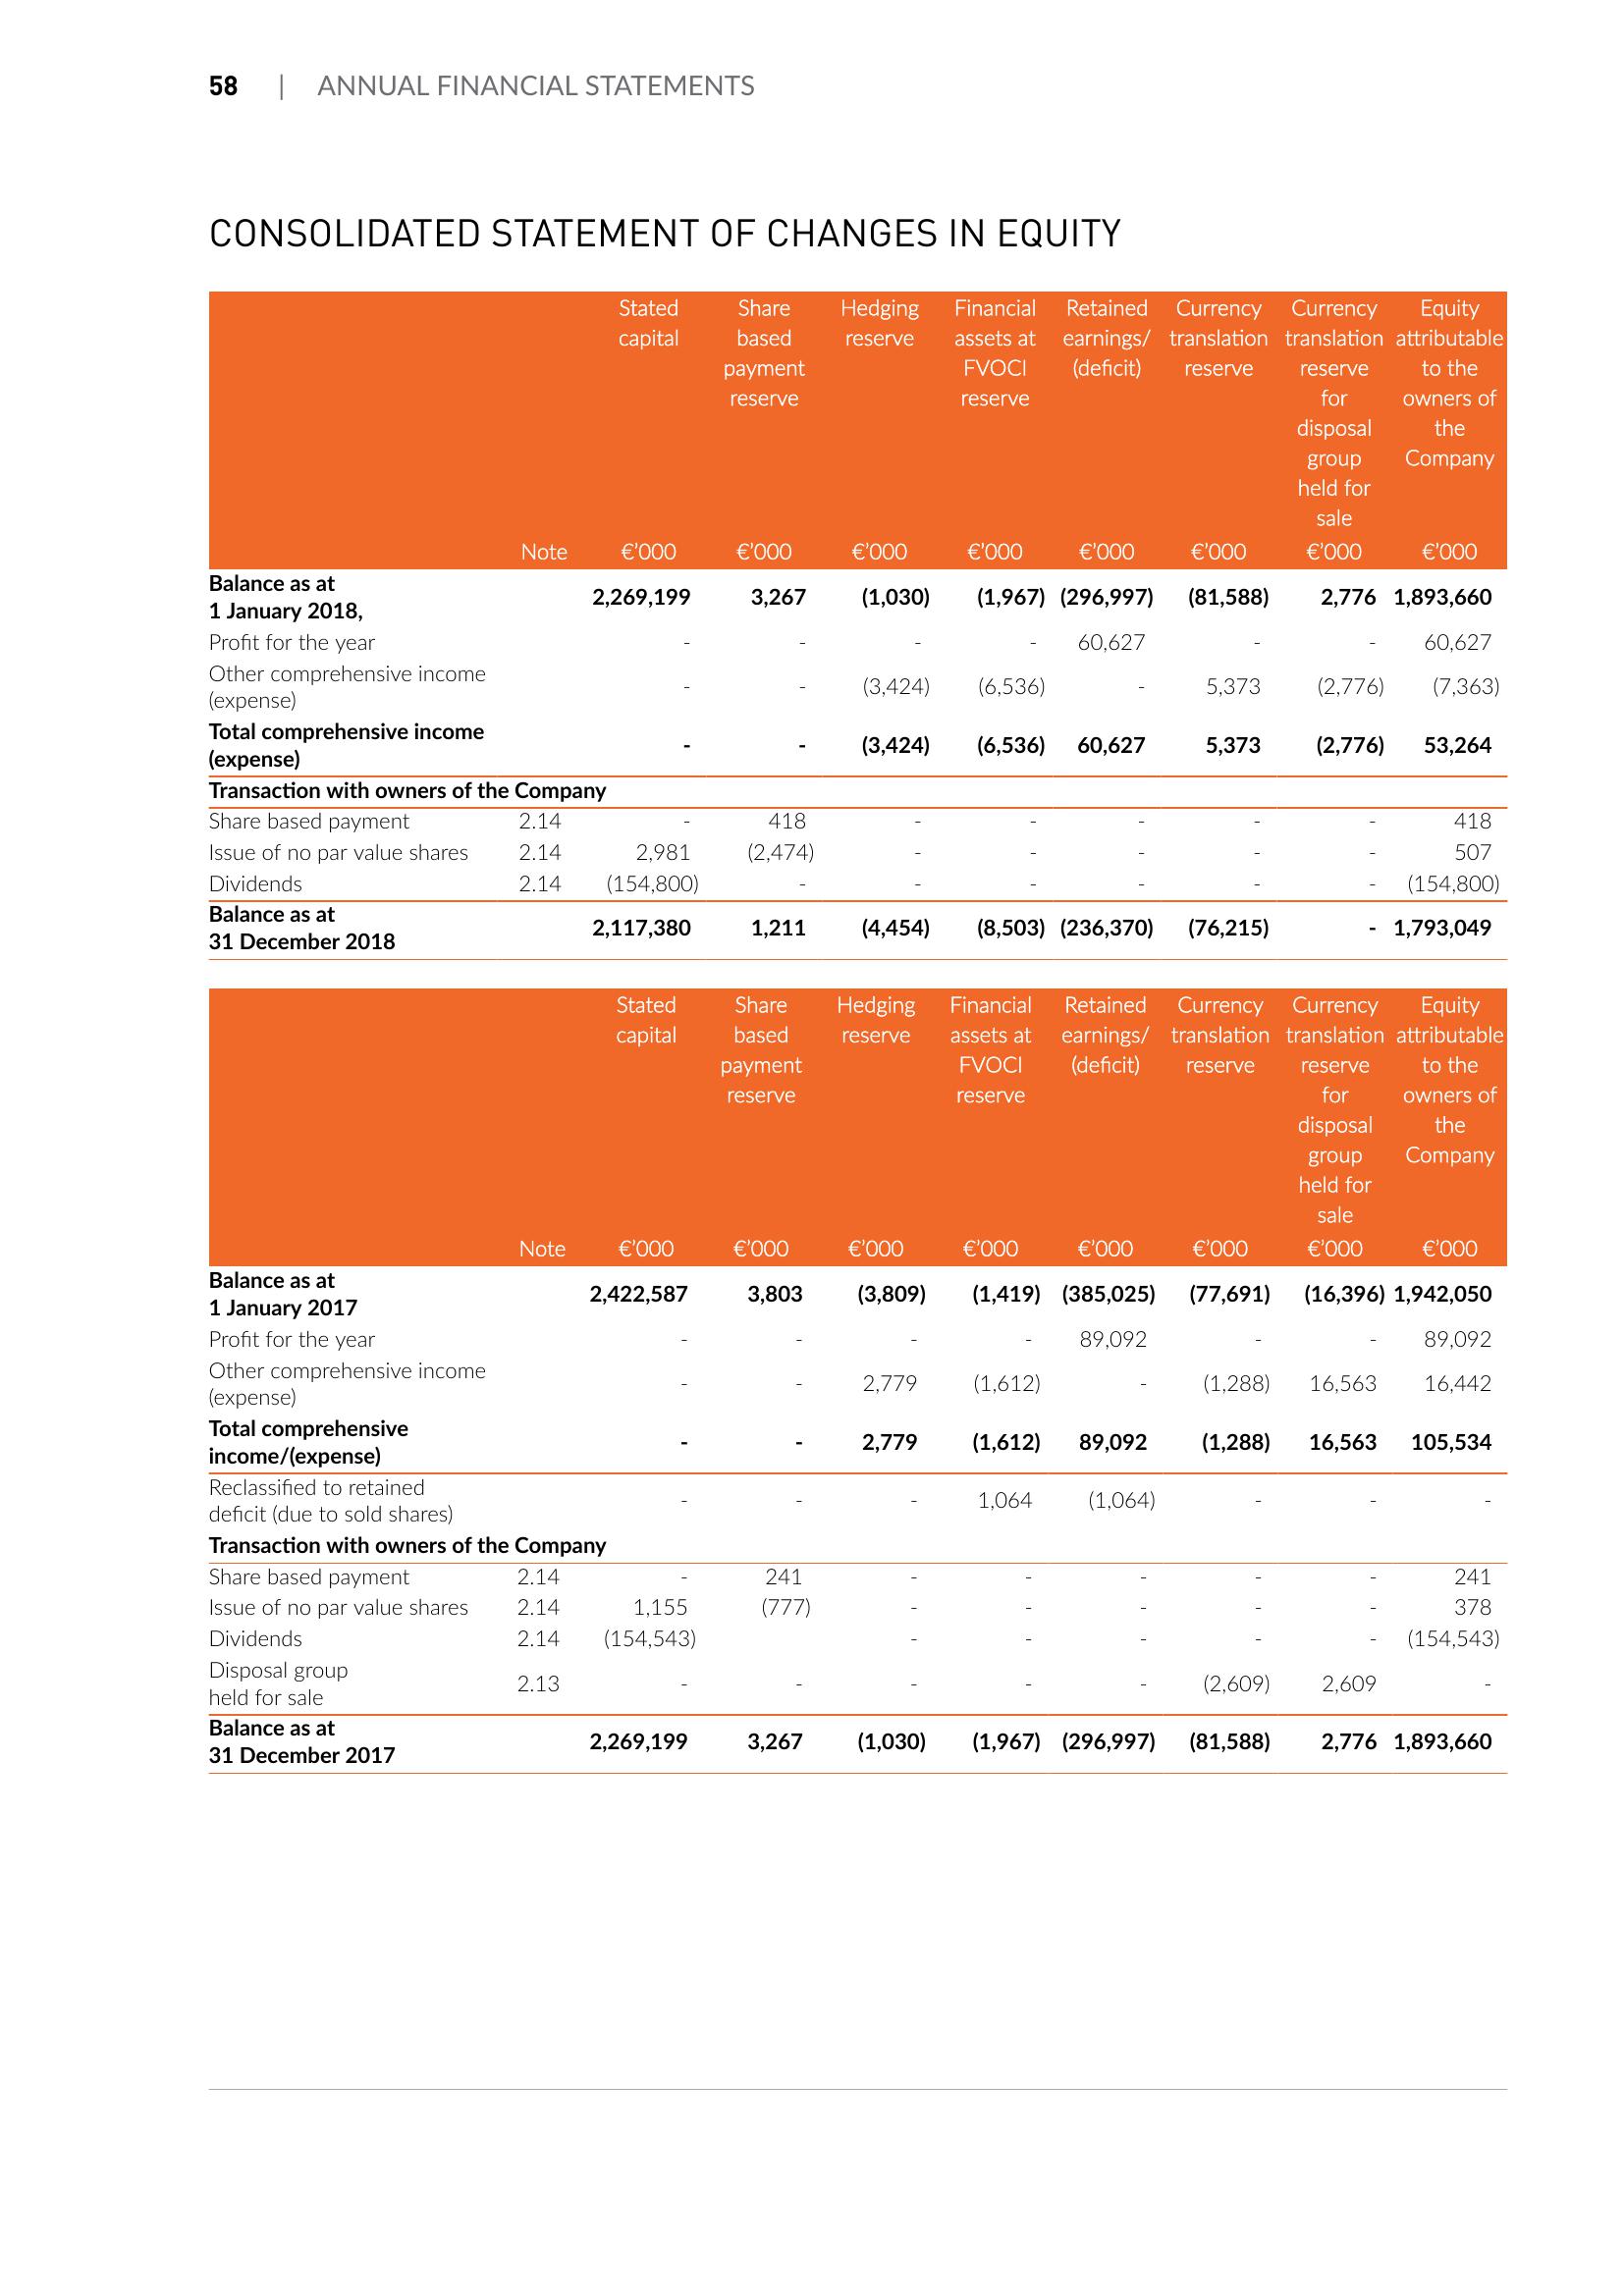 58 | ANNUAL FINANCIAL STATEMENTS
CONSOLIDATED STATEMENT OF CHANGES IN EQUITY
Stated Share Hedging Financial Retained Currency Currency Equity
capital based reserve assets at earnings/ translation translation attributable
payment FVOCI (deficit) reserve reserve to the
reserve reserve for owners of
disposal the
group Company
held for
sale
Note €’000 €’000 €’000 €’000 €’000 €’000 €’000 €’000
Balance as at
1 January 2018, 2,269,199 3,267 (1,030) (1,967) (296,997) (81,588) 2,776 1,893,660
Profit for the year - - - - 60,627 - - 60,627
Other comprehensive income
(expense) - - (3,424) (6,536) - 5,373 (2,776) (7,363)
Total comprehensive income
(expense) - - (3,424) (6,536) 60,627 5,373 (2,776) 53,264
Transaction with owners of the Company
Share based payment 2.14 - 418 - - - - - 418
Issue of no par value shares 2.14 2,981 (2,474) - - - - - 507
Dividends 2.14 (154,800) - - - - - - (154,800)
Balance as at
31 December 2018 2,117,380 1,211 (4,454) (8,503) (236,370) (76,215) - 1,793,049
Stated Share Hedging Financial Retained Currency Currency Equity
capital based reserve assets at earnings/ translation translation attributable
payment FVOCI (deficit) reserve reserve to the
reserve reserve for owners of
disposal the
group Company
held for
sale
Note €’000 €’000 €’000 €’000 €’000 €’000 €’000 €’000
Balance as at
1 January 2017 2,422,587 3,803 (3,809) (1,419) (385,025) (77,691) (16,396) 1,942,050
Profit for the year - - - - 89,092 - - 89,092
Other comprehensive income
(expense) - - 2,779 (1,612) - (1,288) 16,563 16,442
Total comprehensive
income/(expense) - - 2,779 (1,612) 89,092 (1,288) 16,563 105,534
Reclassified to retained
deficit (due to sold shares) - - - 1,064 (1,064) - - -
Transaction with owners of the Company
Share based payment 2.14 - 241 - - - - - 241
Issue of no par value shares 2.14 1,155 (777) - - - - - 378
Dividends 2.14 (154,543) - - - - - (154,543)
Disposal group
held for sale 2.13 - - - - - (2,609) 2,609 -
Balance as at
31 December 2017 2,269,199 3,267 (1,030) (1,967) (296,997) (81,588) 2,776 1,893,660